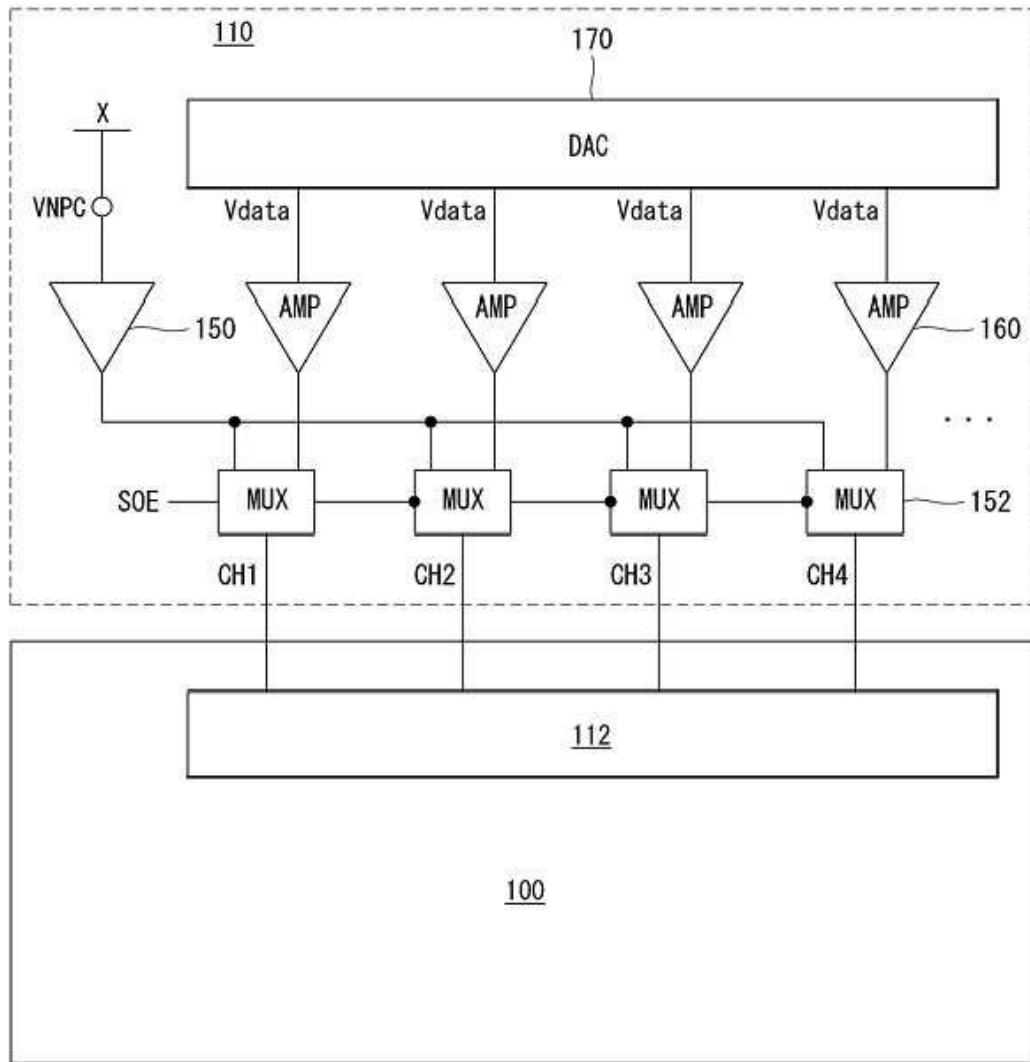 110
170
X
DAC
VNPC
Vdata Vdata Vdata Vdata
AMP AMP AMP AMP
150
160
. . .
SOE MUX MUX MUX MUX 152
CH1 CH2 CH3 CH4
112
100